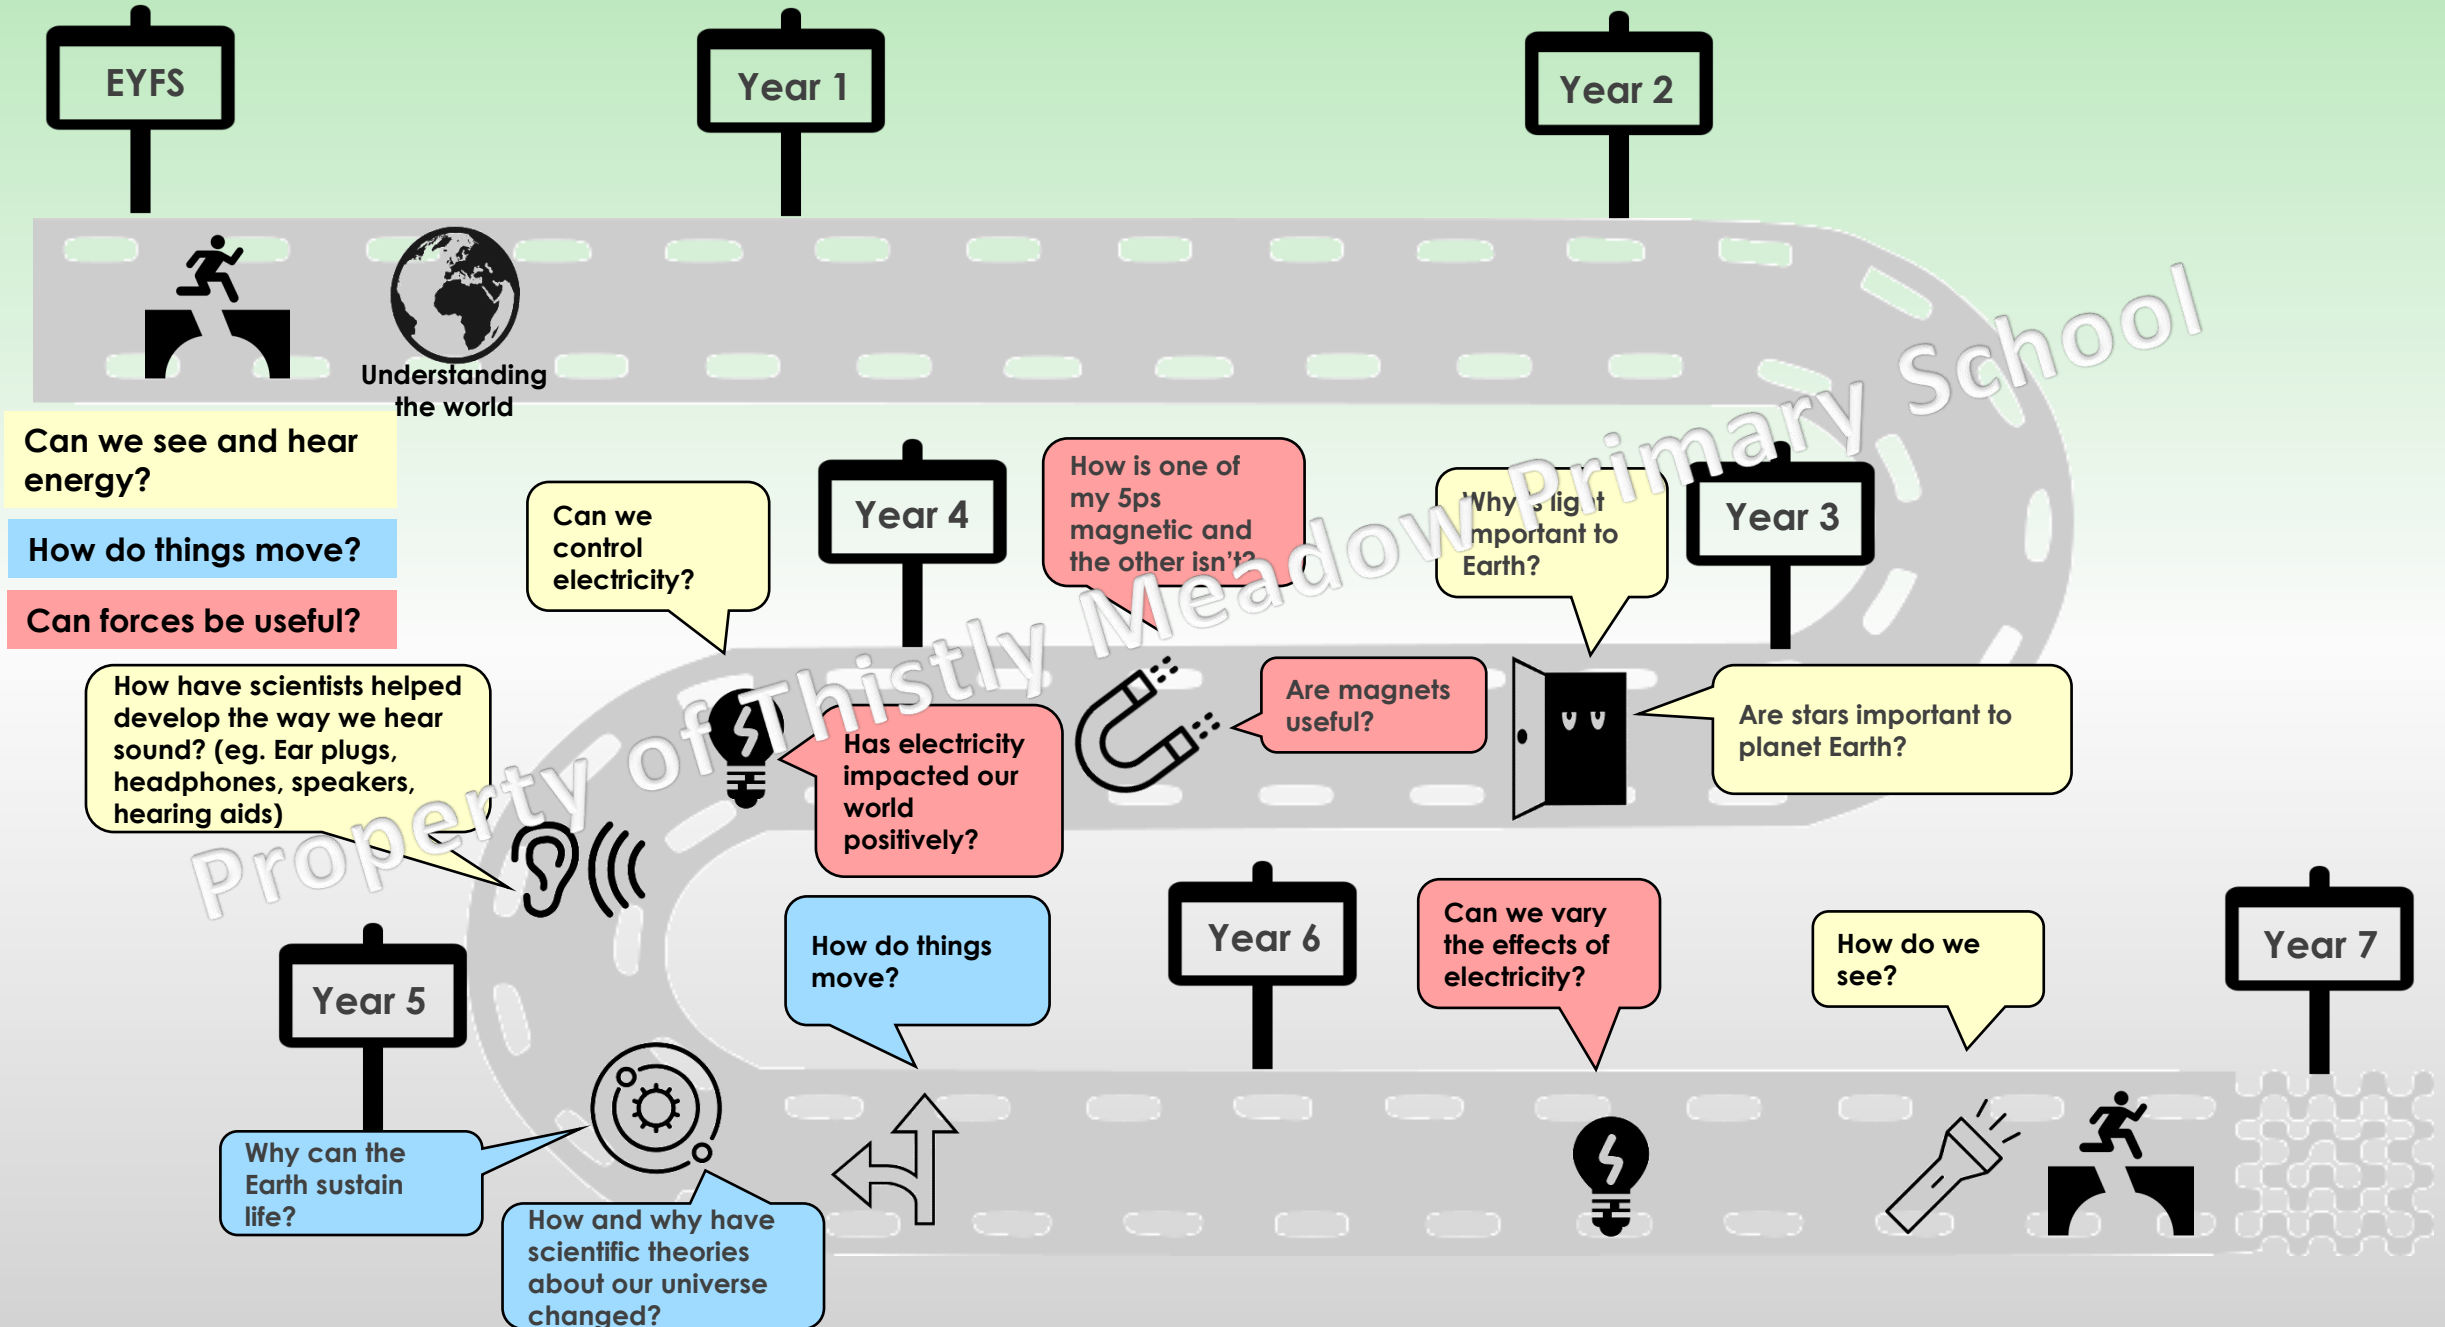 EYFS
Year 1
Year 2
Understanding
the world
Can we see and hear
energy?
How do things move?
Can forces be useful?
Year 3
Why is light
important to
Earth?
Are stars important to
planet Earth?
How is one of
my 5ps
magnetic and
the other isn't?
Are magnets
useful?
Year 4
Can we
control
electricity?
Has electricity
impacted our
world
positively?
How have scientists helped
develop the way we hear
sound? (eg. Ear plugs,
headphones, speakers,
hearing aids)
Year 5
Why can the
Earth sustain
life?
How and why have
scientific theories
about our universe
changed?
How do things
move?
Year 6
Can we vary
the effects of
electricity?
How do we
see?
Year 7
Property of Thistly Meadow Primary School